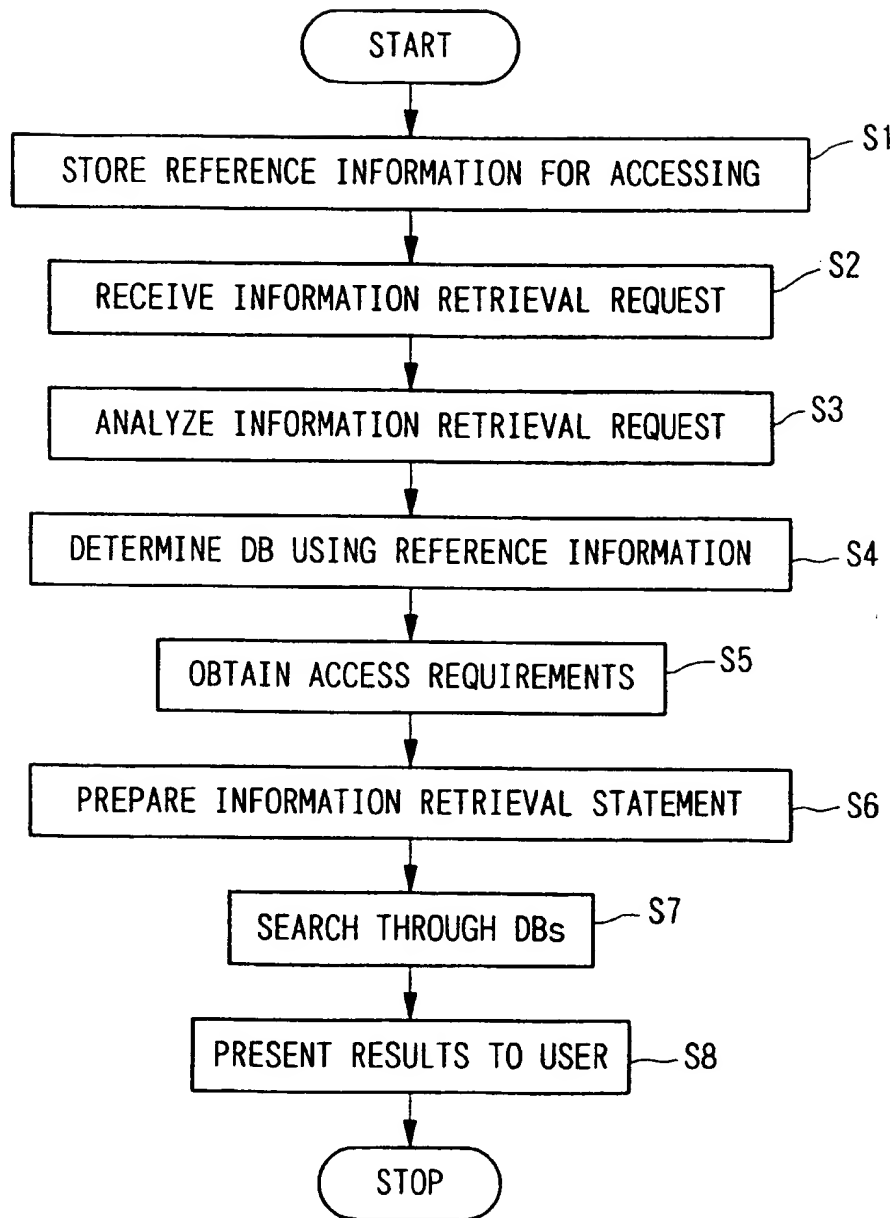 START
STORE REFERENCE INFORMATION FOR ACCESSING
S1
RECEIVE INFORMATION RETRIEVAL REQUEST
S2
ANALYZE INFORMATION RETRIEVAL REQUEST
S3
DETERMINE DB USING REFERENCE INFORMATION
S4
OBTAIN ACCESS REQUIREMENTS
S5
PREPARE INFORMATION RETRIEVAL STATEMENT
S6
SEARCH THROUGH DBs
S7
PRESENT RESULTS TO USER
S8
STOP